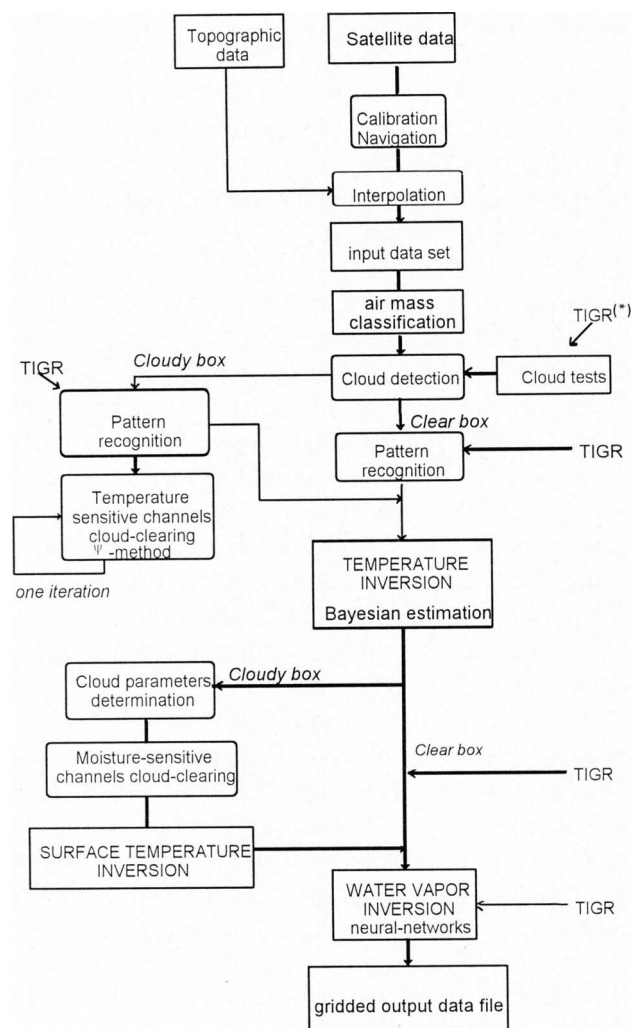 Topographic
data
Satellite data
Calibration
Navigation
Interpolation
input data set
air mass
classification
TIGR(*)
Cloudy box
TIGR
Cloud detection
Cloud tests
Pattern
recognition
Clear box
Pattern
recognition
TIGR
Temperature
sensitive channels
cloud-clearing
Ψ -method
one iteration
TEMPERATURE
INVERSION
Bayesian estimation
Cloudy box
Cloud parameters
determination
Clear box
Moisture-sensitive
channels cloud-clearing
TIGR
SURFACE TEMPERATURE
INVERSION
WATER VAPOR
INVERSION
neural-networks
TIGR
gridded output data file